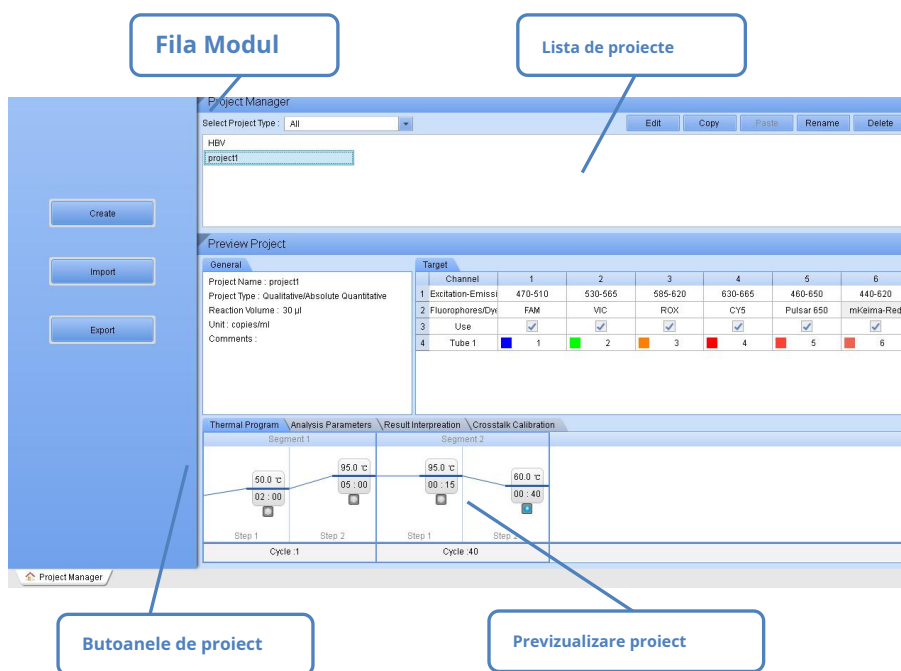 Fila Modul
Lista de proiecte
Project Manager
Select Project Type : All
Edit Copy Paste Rename Delete
HBV
project1
Create
Import
Export
Preview Project
General
Project Name : project1
Project Type : Qualitative/Absolute Quantitative
Reaction Volume : 30 µl
Unit : copies/ml
Comments :
Target
Channel 1 2 3 4 5 6
1 Excitation-Emissi 470-510 530-565 585-620 630-665 460-650 440-620
2 Fluorophores/Dye FAM VIC ROX CY5 Pulsar 650 mKeima-Red
3 Use
4 Tube 1 1 2 3 4 5 6
Thermal Program Analysis Parameters Result Interpreation Crosstalk Calibration
Segment 1 Segment 2
50.0 ℃ 95.0 ℃ 95.0 ℃ 60.0 ℃
02 : 00 05 : 00 00 : 15 00 : 40
Step 1 Step 2 Step 1 Step 2
Cycle :1 Cycle :40
Project Manager
Butoanele de proiect
Previzualizare proiect